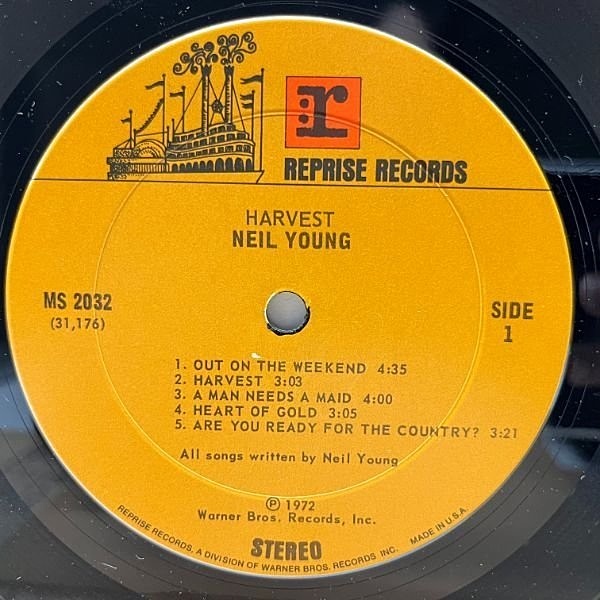 :r
REPRISE RECORDS
HARVEST
NEIL YOUNG
MS 2032
(31,176)
SIDE
1
1. OUT ON THE WEEKEND 4:35
2. HARVEST 3:03
3. A MAN NEEDS A MAID 4:00
4. HEART OF GOLD 3:05
5. ARE YOU READY FOR THE COUNTRY? 3:21
All songs written by Neil Young
℗ 1972
Warner Bros. Records, Inc.
STEREO
REPRISE RECORDS, A DIVISION OF WARNER BROS. RECORDS INC. MADE IN U.S.A.